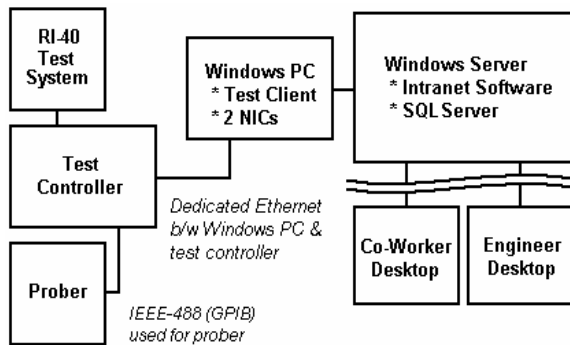 RI-40
Test
System
Test
Controller
Prober
Windows PC
* Test Client
* 2 NICs
Dedicated Ethernet
b/w Windows PC &
test controller
IEEE-488 (GPIB)
used for prober
Windows Server
* Intranet Software
* SQL Server
Co-Worker
Desktop
Engineer
Desktop